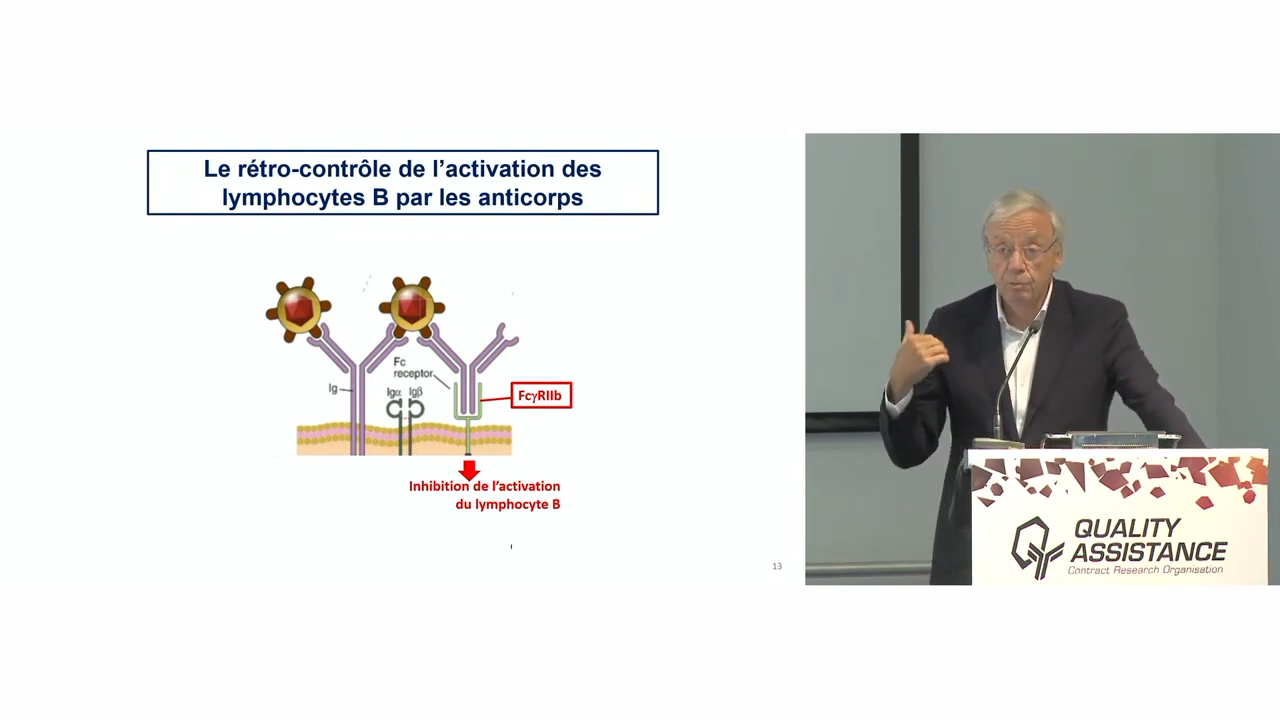 Le rétro-contrôle de l’activation des
lymphocytes B par les anticorps
Fc
receptor
Ig
Igα Igβ
FcγRIIb
Inhibition de l’activation
du lymphocyte B
13
QUALITY
ASSISTANCE
Contract Research Organisation